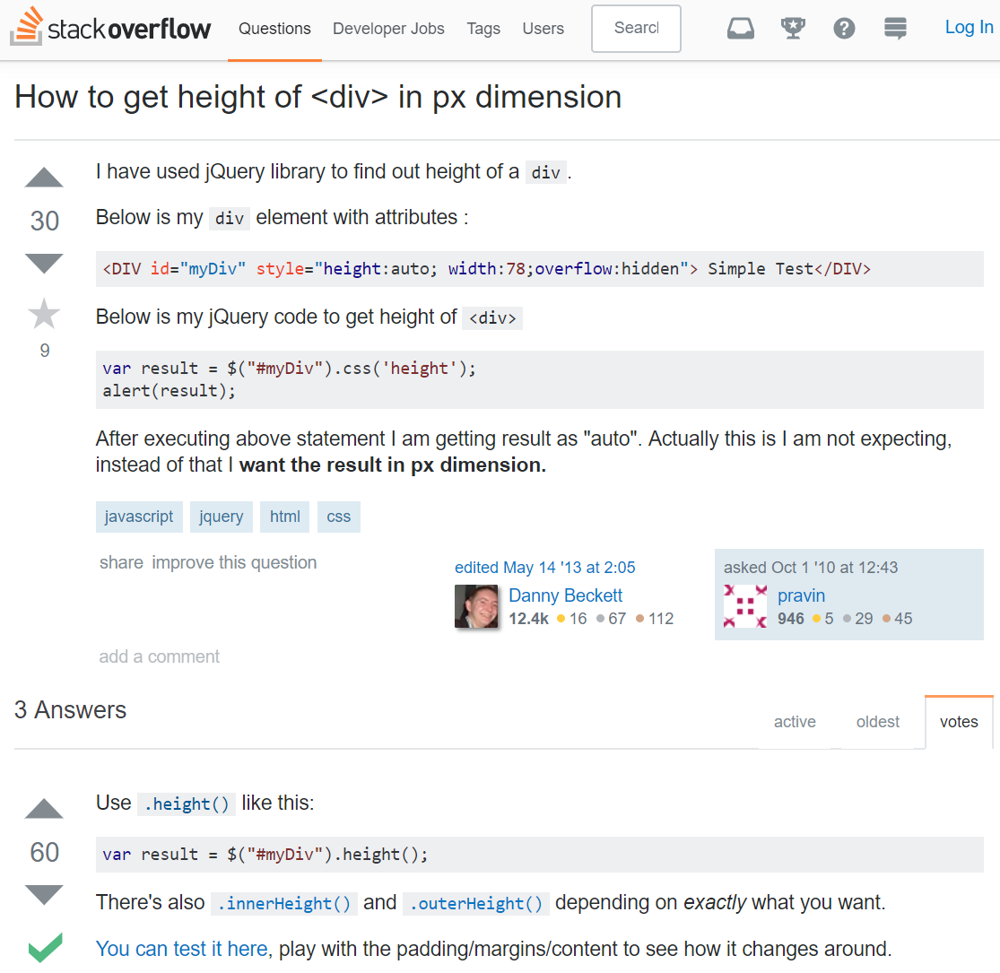 stackoverflow Questions Developer Jobs Tags Users Search Log In
How to get height of <div> in px dimension
I have used jQuery library to find out height of a div.
30
Below is my div element with attributes :
<DIV id="myDiv" style="height:auto; width:78;overflow:hidden"> Simple Test</DIV>
Below is my jQuery code to get height of <div>
9
var result = $("#myDiv").css('height');
alert(result);
After executing above statement I am getting result as "auto". Actually this is I am not expecting,
instead of that I want the result in px dimension.
javascript jquery html css
share improve this question
edited May 14 '13 at 2:05
Danny Beckett
12.4k 16 67 112
asked Oct 1 '10 at 12:43
pravin
946 5 29 45
add a comment
3 Answers
active oldest votes
Use .height() like this:
60
var result = $("#myDiv").height();
There's also .innerHeight() and .outerHeight() depending on exactly what you want.
You can test it here, play with the padding/margins/content to see how it changes around.